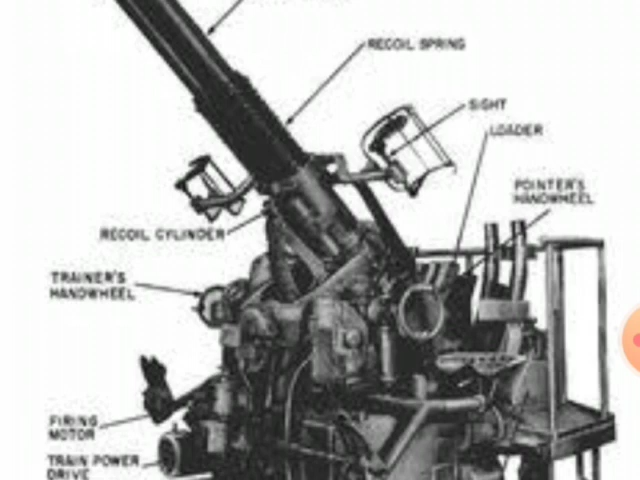 RECOIL SPRING
SIGHT
LOADER
POINTER'S
HANDWHEEL
RECOIL CYLINDER
TRAINER'S
HANDWHEEL
FIRING
MOTOR
TRAIN POWER
DRIVE